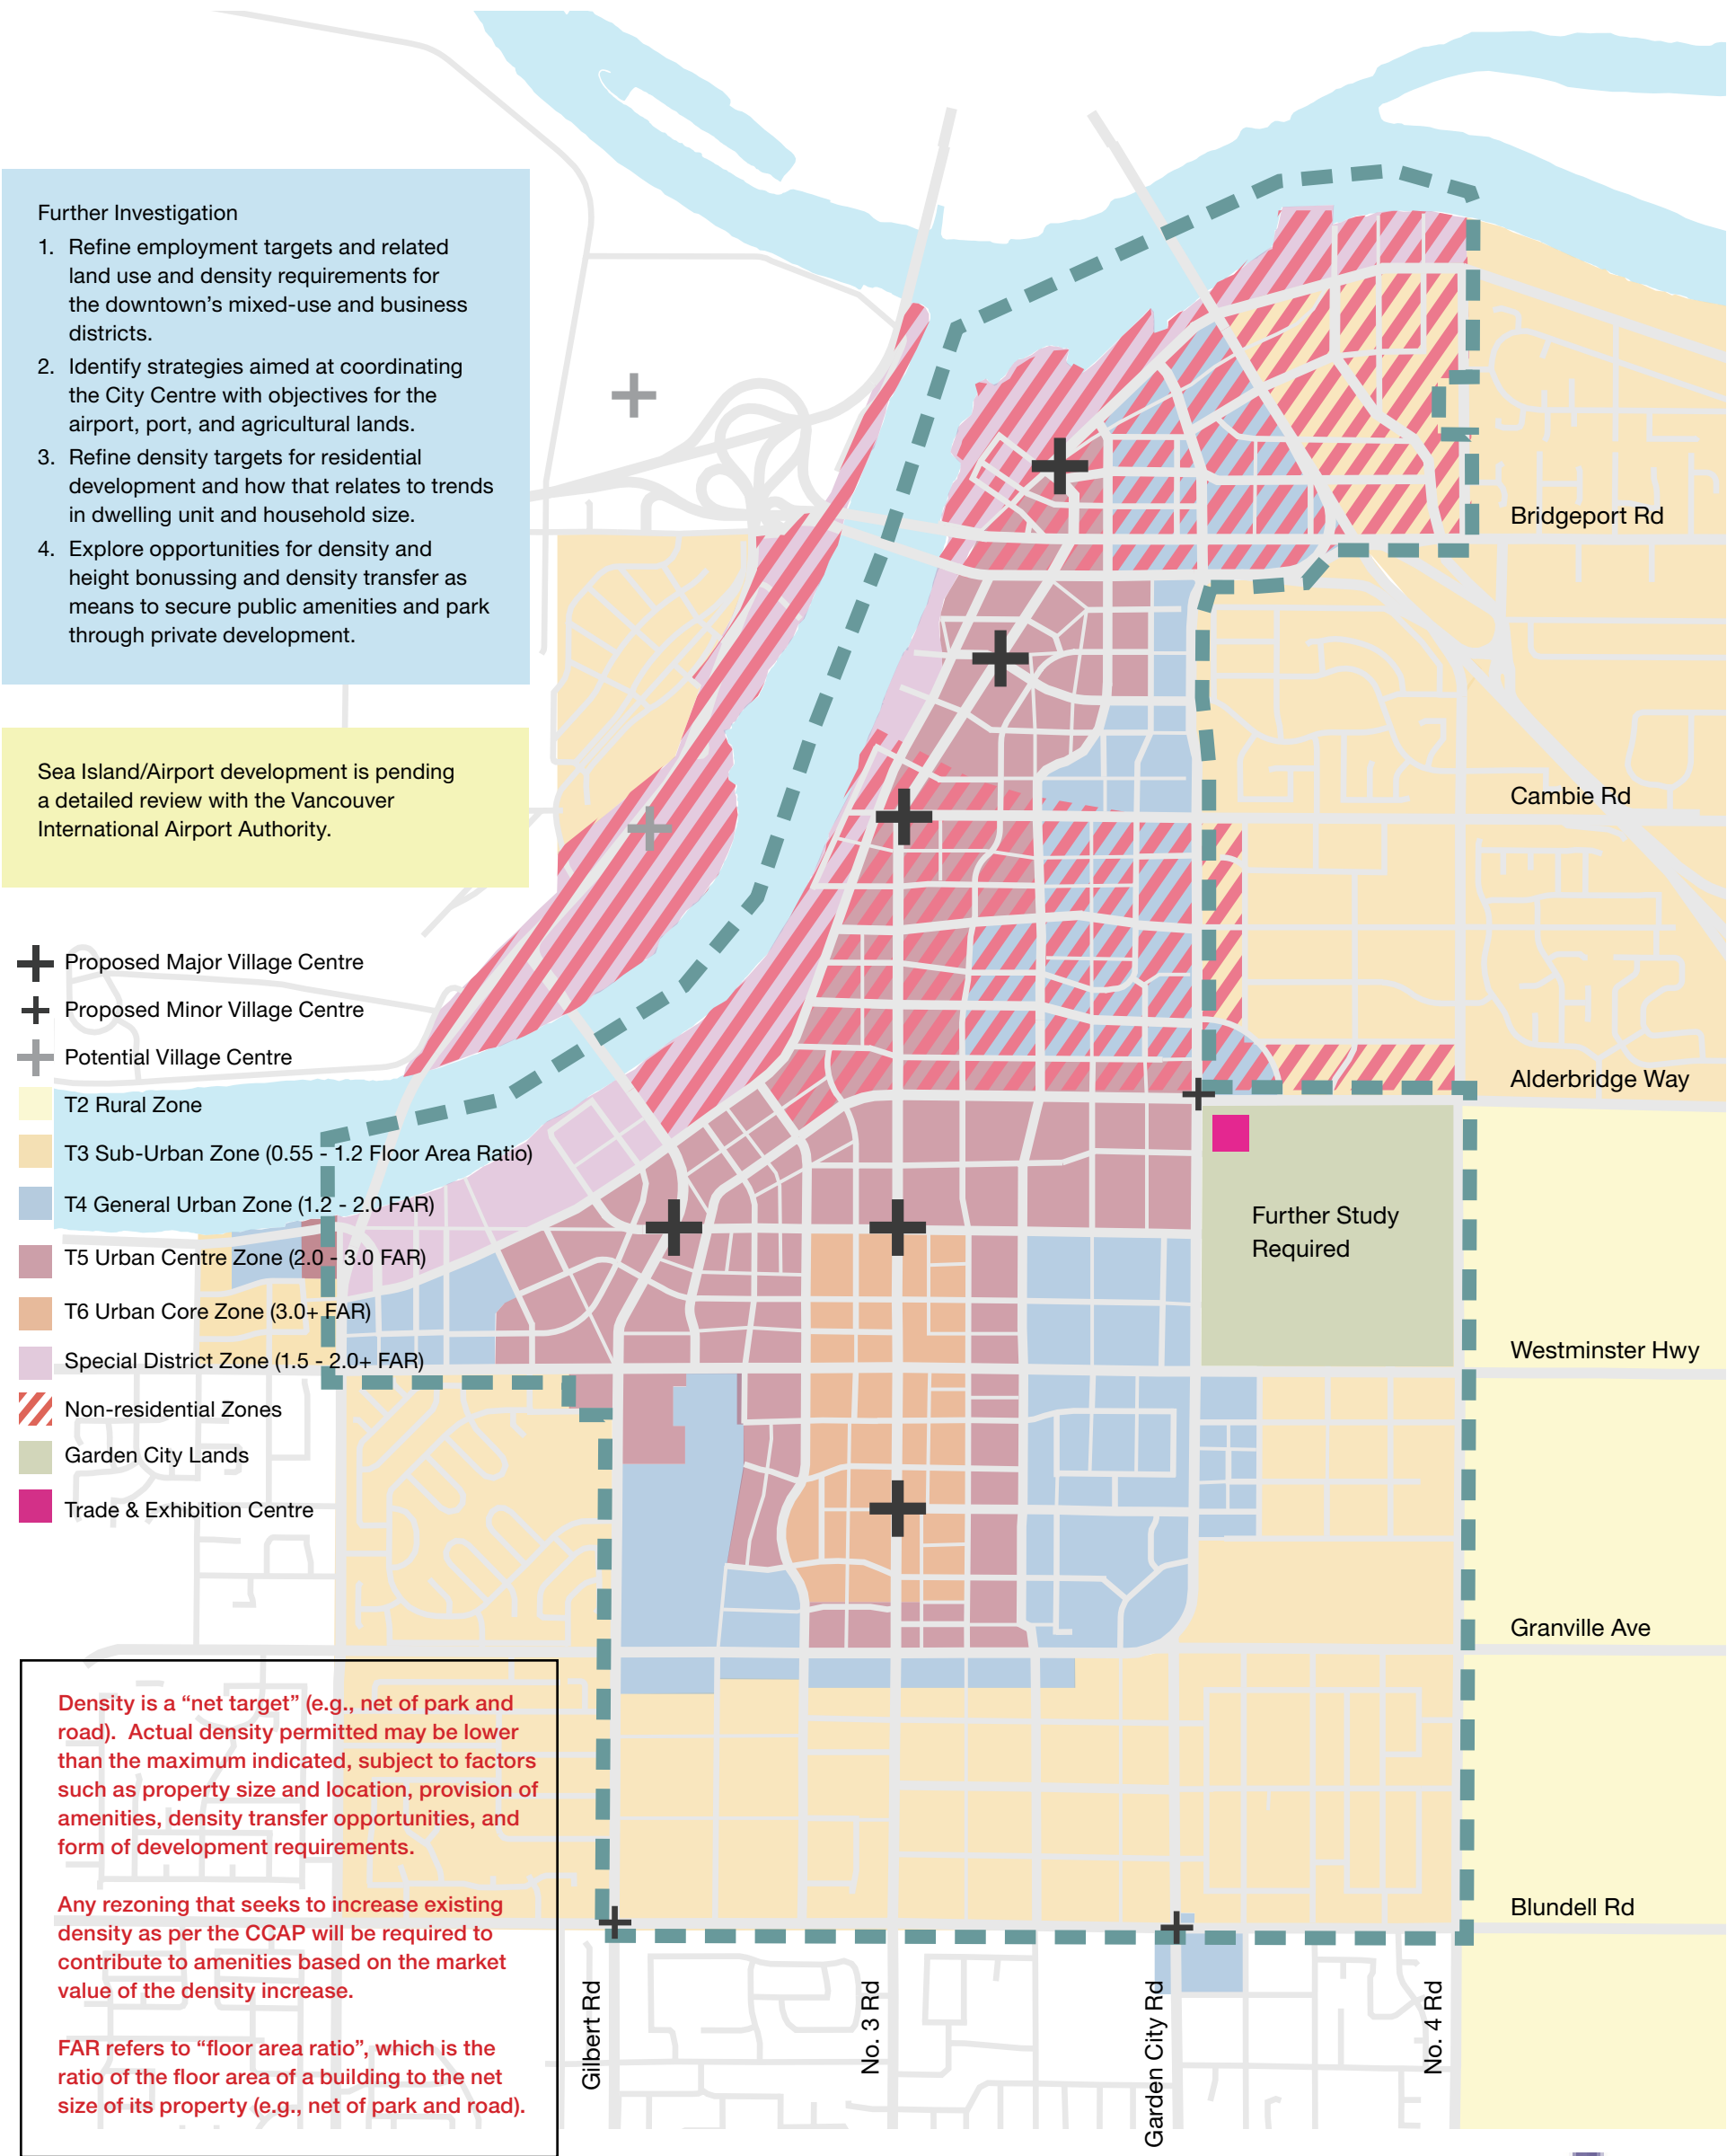 Further Investigation
1. Refine employment targets and related
land use and density requirements for
the downtown's mixed-use and business
districts.
2. Identify strategies aimed at coordinating
the City Centre with objectives for the
airport, port, and agricultural lands.
3. Refine density targets for residential
development and how that relates to trends
in dwelling unit and household size.
4. Explore opportunities for density and
height bonussing and density transfer as
means to secure public amenities and park
through private development.
Sea Island/Airport development is pending
a detailed review with the Vancouver
International Airport Authority.
Proposed Major Village Centre
Proposed Minor Village Centre
Potential Village Centre
T2 Rural Zone
T3 Sub-Urban Zone (0.55 - 1.2 Floor Area Ratio)
T4 General Urban Zone (1.2 - 2.0 FAR)
T5 Urban Centre Zone (2.0 - 3.0 FAR)
T6 Urban Core Zone (3.0+ FAR)
Special District Zone (1.5 - 2.0+ FAR)
Non-residential Zones
Garden City Lands
Trade & Exhibition Centre
Density is a “net target” (e.g., net of park and
road). Actual density permitted may be lower
than the maximum indicated, subject to factors
such as property size and location, provision of
amenities, density transfer opportunities, and
form of development requirements.
Any rezoning that seeks to increase existing
density as per the CCAP will be required to
contribute to amenities based on the market
value of the density increase.
FAR refers to “floor area ratio”, which is the
ratio of the floor area of a building to the net
size of its property (e.g., net of park and road).
Bridgeport Rd
Cambie Rd
Alderbridge Way
Further Study
Required
Westminster Hwy
Granville Ave
Blundell Rd
Gilbert Rd
No. 3 Rd
Garden City Rd
No. 4 Rd